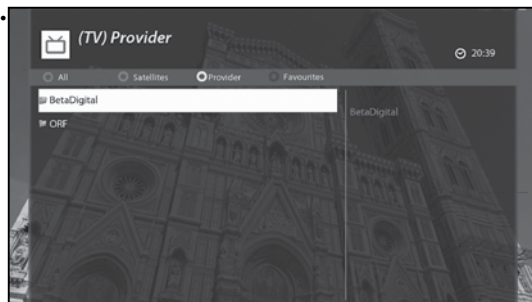 (TV) Provider
20:39
All Satellites Provider Favourites
BetaDigital
BetaDigital
ORF